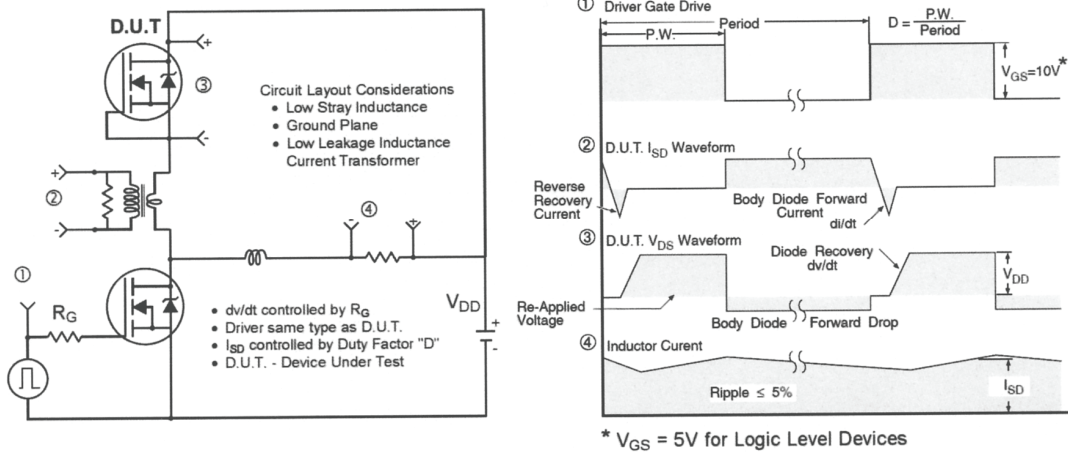 D.U.T
+
③
-
Circuit Layout Considerations
• Low Stray Inductance
• Ground Plane
• Low Leakage Inductance
Current Transformer
+
②
-
④
- +
①
R_G
V_DD
+
-
• dv/dt controlled by R_G
• Driver same type as D.U.T.
• I_SD controlled by Duty Factor "D"
• D.U.T. - Device Under Test
① Driver Gate Drive
P.W.
Period
D = P.W. / Period
V_GS=10V*
② D.U.T. I_SD Waveform
Reverse
Recovery
Current
Body Diode Forward
Current
di/dt
③ D.U.T. V_DS Waveform
Diode Recovery
dv/dt
V_DD
Re-Applied
Voltage
Body Diode Forward Drop
④ Inductor Curent
Ripple ≤ 5%
I_SD
* V_GS = 5V for Logic Level Devices